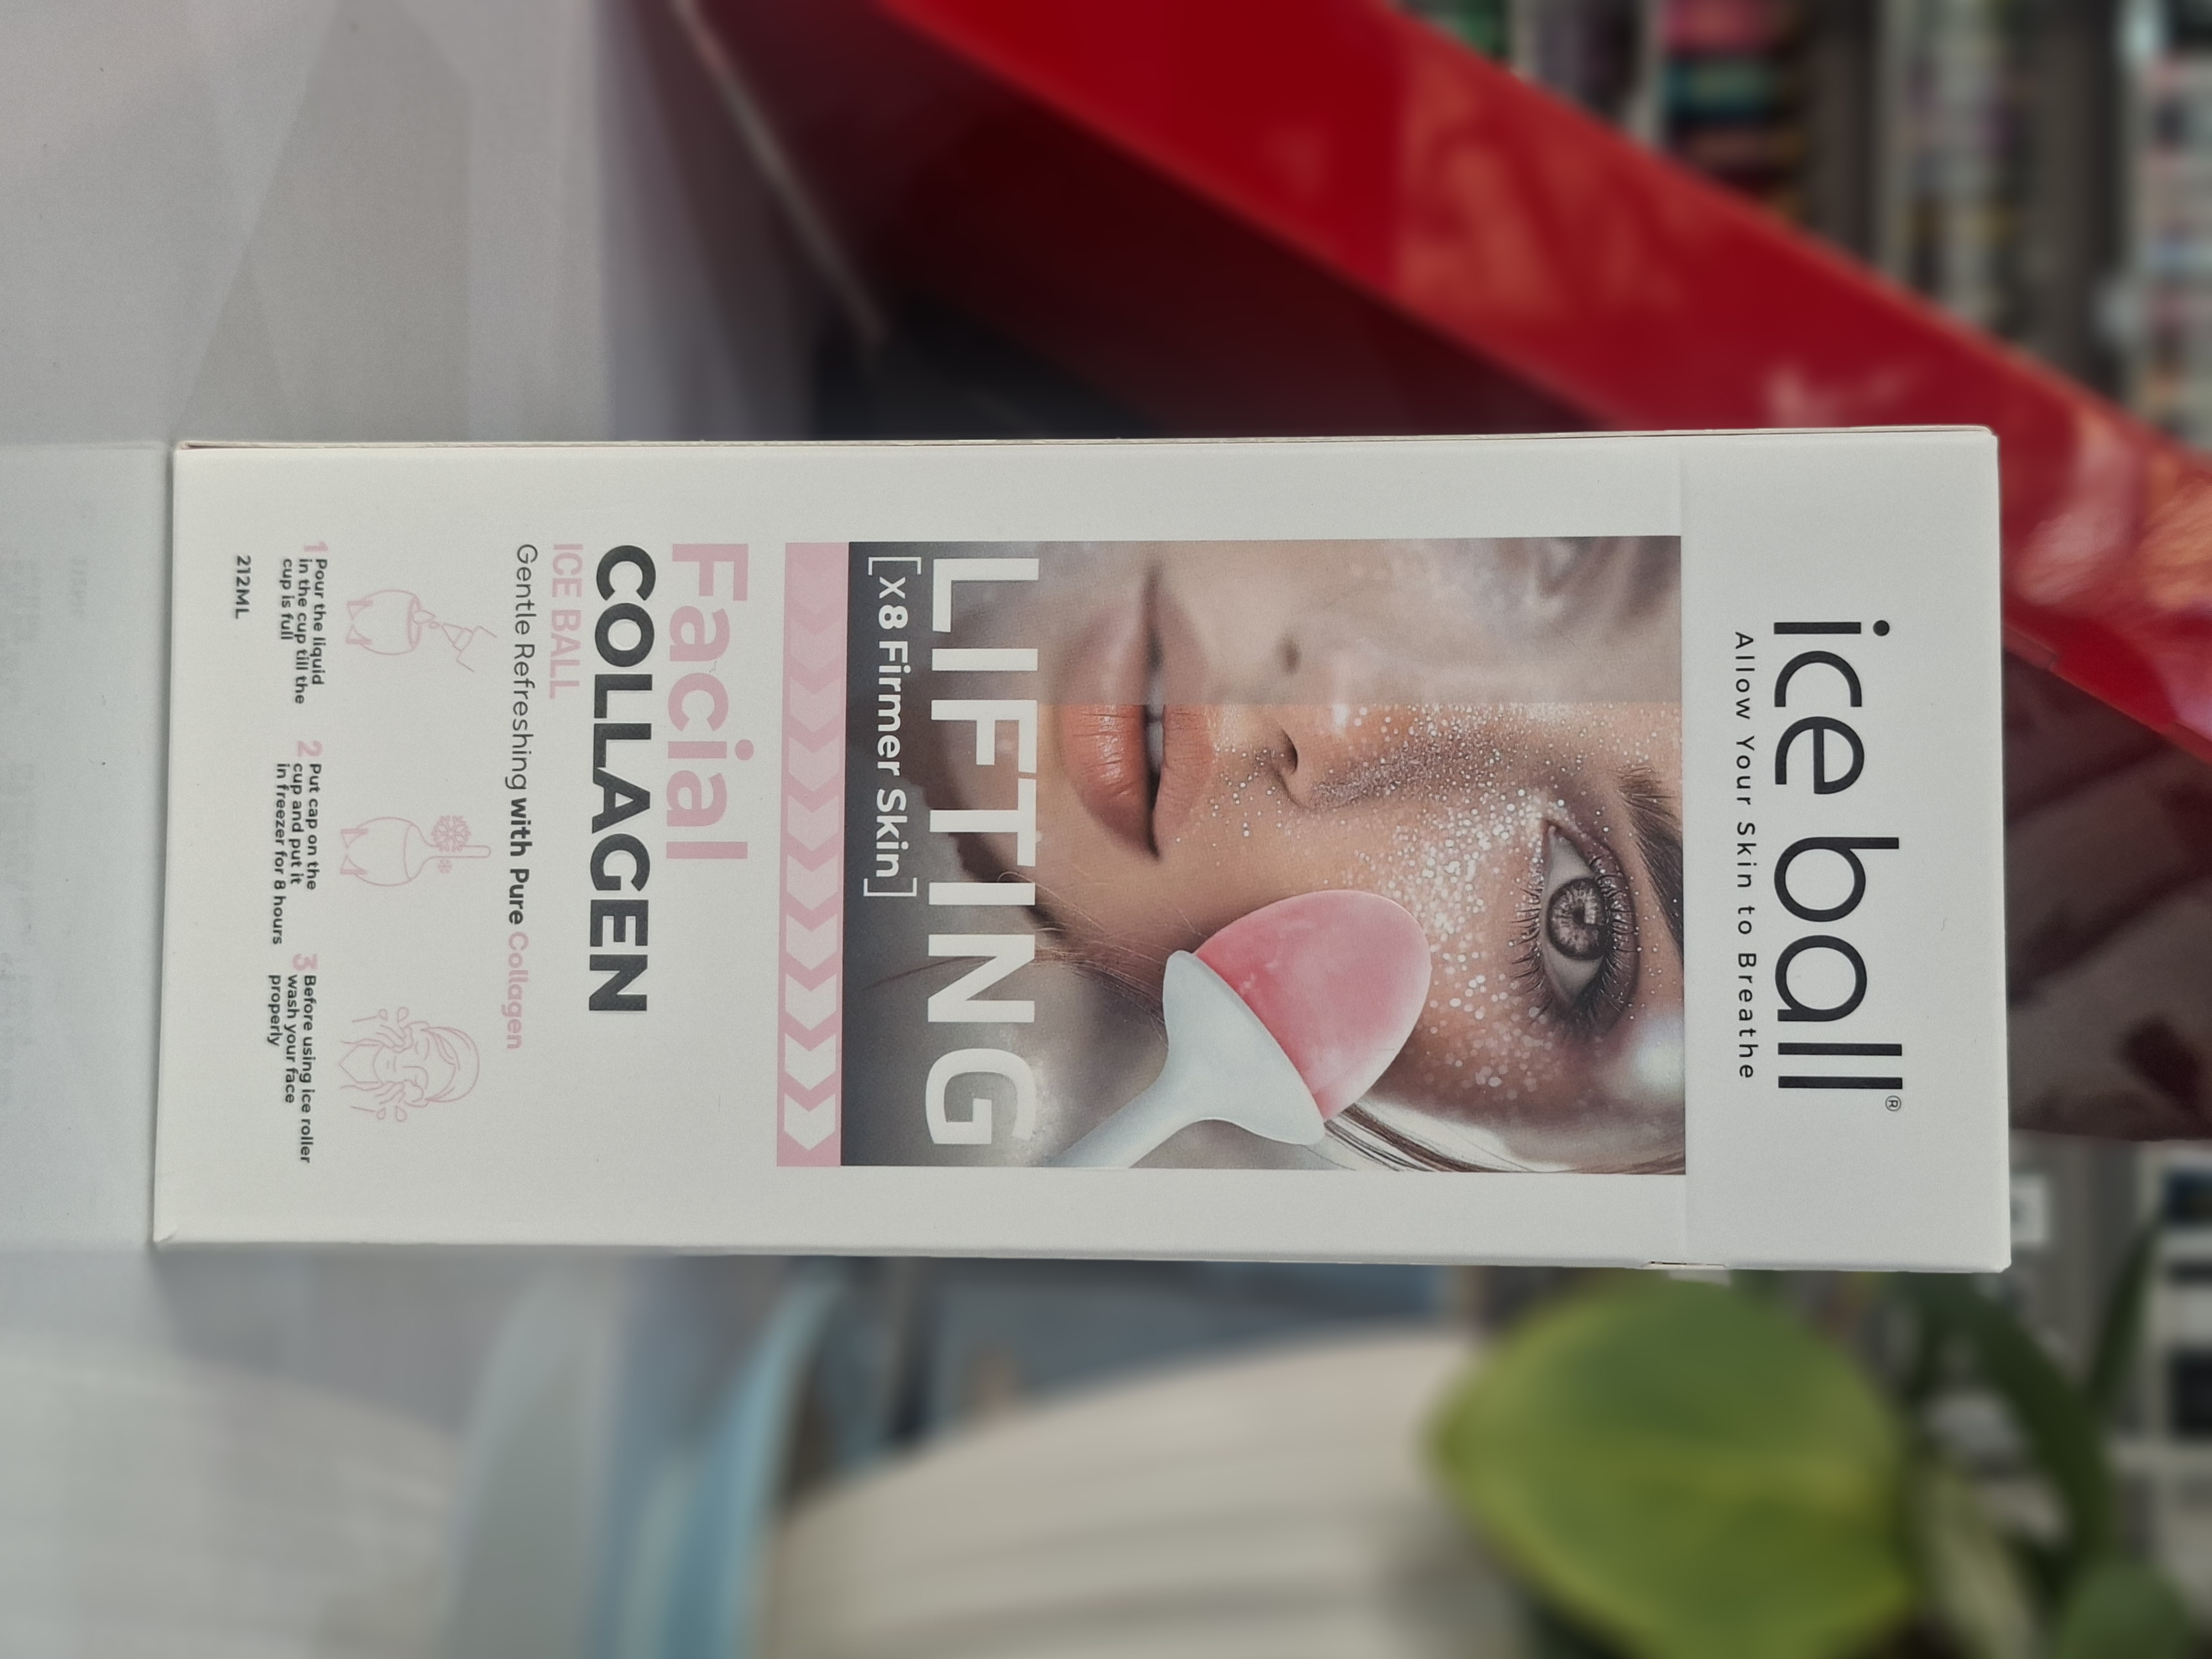 ice ball®
Allow Your Skin to Breathe
LIFTING
[x8 Firmer Skin]
Facial
COLLAGEN
ICE BALL
Gentle Refreshing with Pure Collagen
1 Pour the liquid
in the cup till the
cup is full
2 Put cap on the
cup and put it
in freezer for 8 hours
3 Before using ice roller
wash your face
properly
212ML